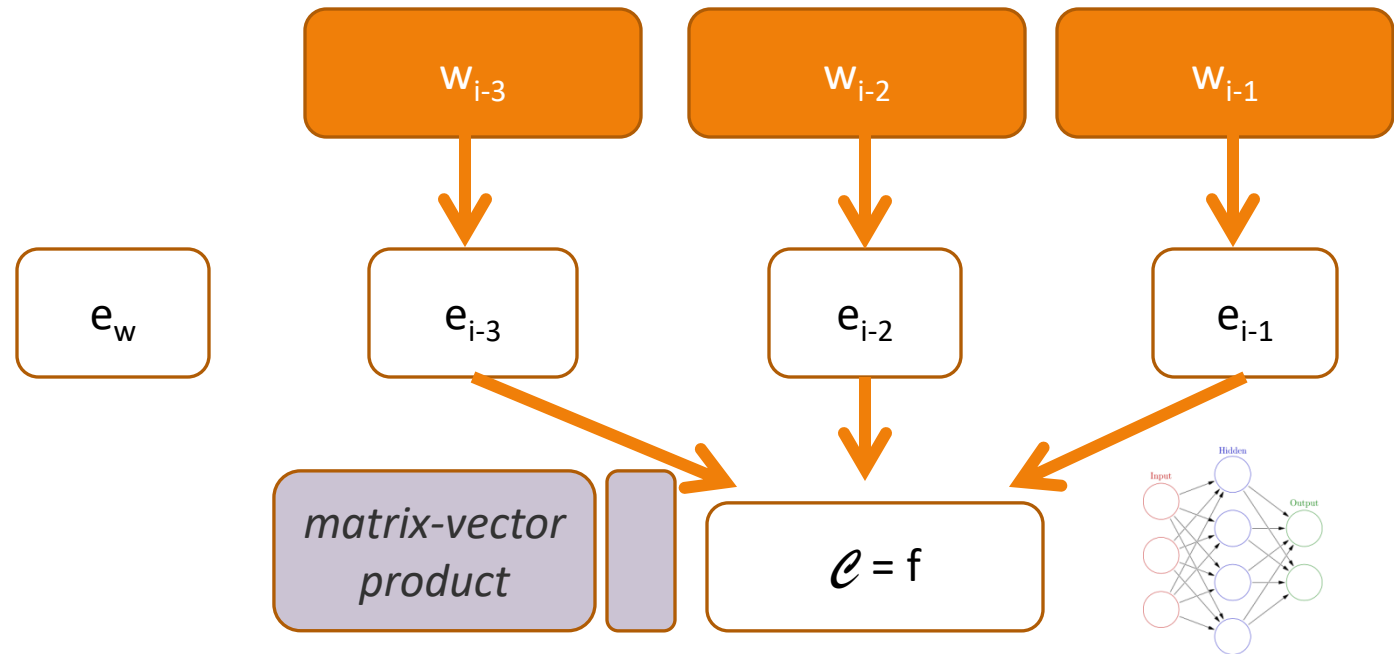 w_{i-3} w_{i-2} w_{i-1}
e_w e_{i-3} e_{i-2} e_{i-1}
Hidden
Input
Output
matrix-vector
product
𝓒 = f